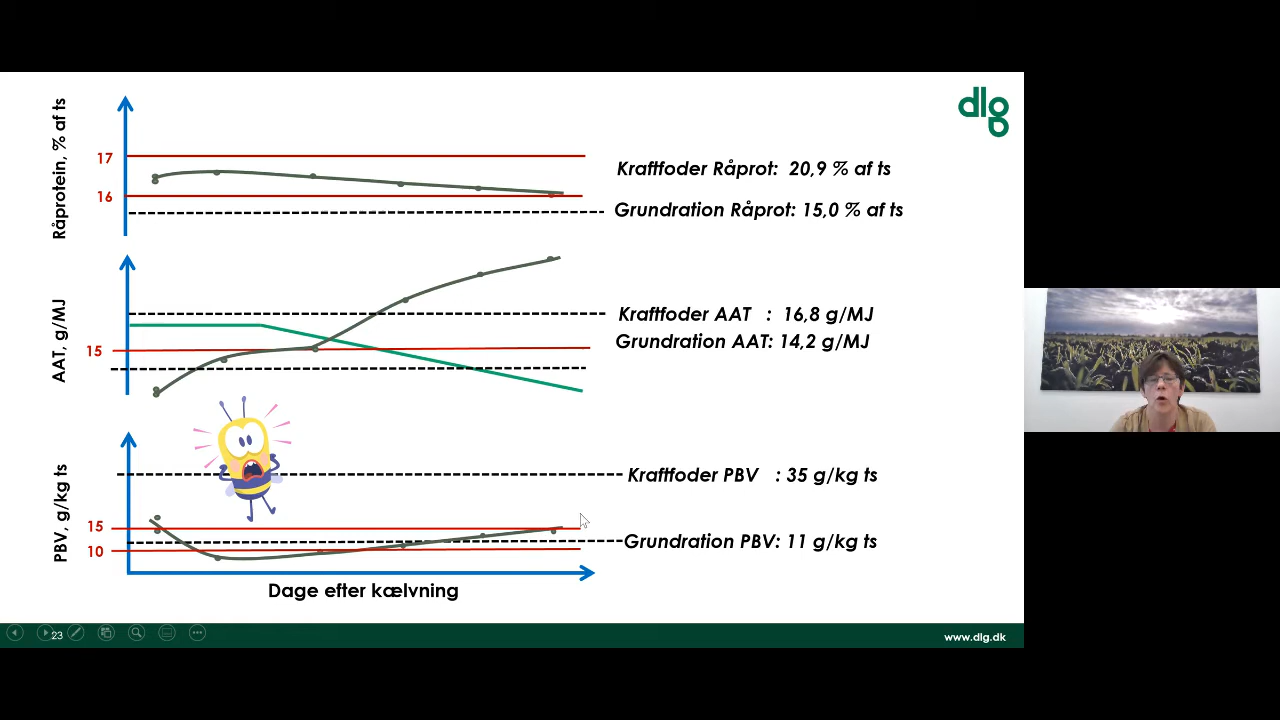 dlg
Råprotein, % af ts
17
16
Kraftfoder Råprot: 20,9 % af ts
Grundration Råprot: 15,0 % af ts
AAT, g/MJ
15
Kraftfoder AAT : 16,8 g/MJ
Grundration AAT: 14,2 g/MJ
PBV, g/kg ts
15
10
Kraftfoder PBV : 35 g/kg ts
Grundration PBV: 11 g/kg ts
Dage efter kælvning
23
www.dlg.dk